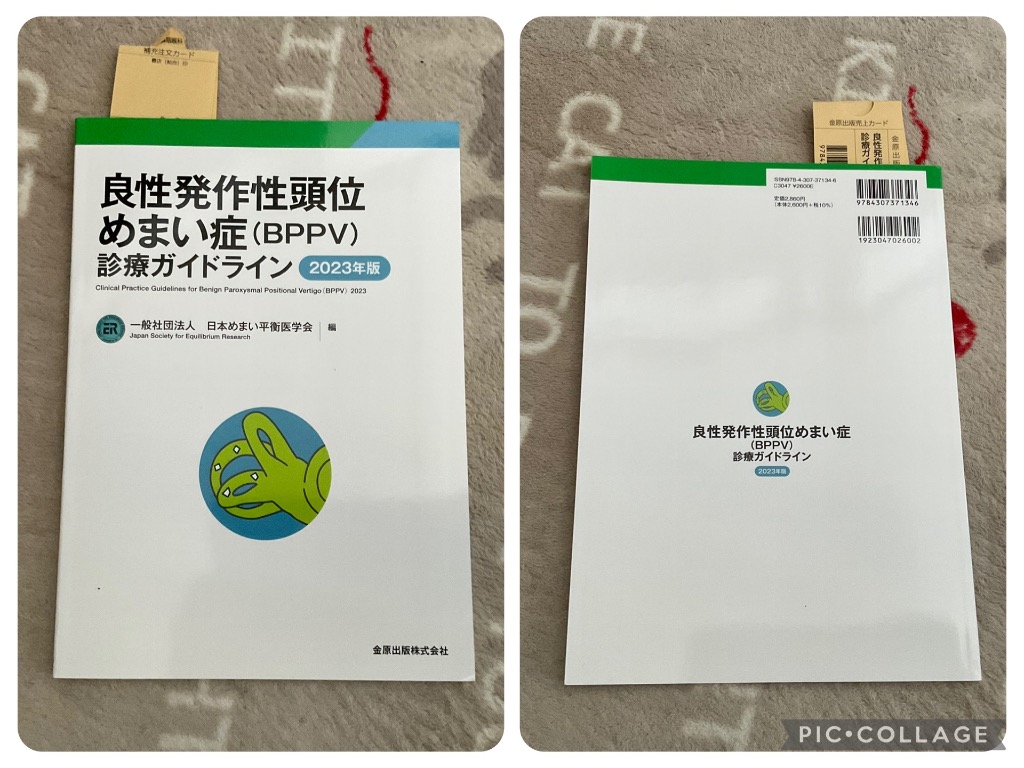 補充注文カード
良性発作性頭位
めまい症(BPPV)
診療ガイドライン 2023年版
Clinical Practice Guidelines for Benign Paroxysmal Positional Vertigo(BPPV) 2023
ER
一般社団法人 日本めまい平衡医学会 編
Japan Society for Equilibrium Research
金原出版株式会社
金原出版売上カード
金原出版
良性発作
診療ガイ
ISBN978-4-307-37134-6
C3047 ¥2600E
定価2,860円
(本体2,600円+税10%)
9784307371346
1923047026002
良性発作性頭位めまい症
(BPPV)
診療ガイドライン
2023年版
PIC•COLLAGE